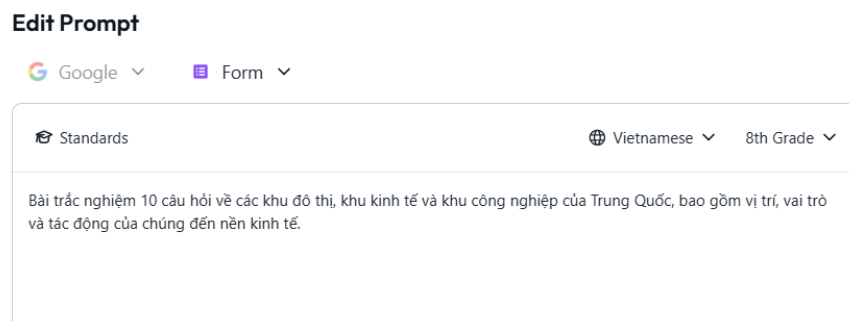 Edit Prompt
Google Form
Standards Vietnamese 8th Grade
Bài trắc nghiệm 10 câu hỏi về các khu đô thị, khu kinh tế và khu công nghiệp của Trung Quốc, bao gồm vị trí, vai trò
và tác động của chúng đến nền kinh tế.